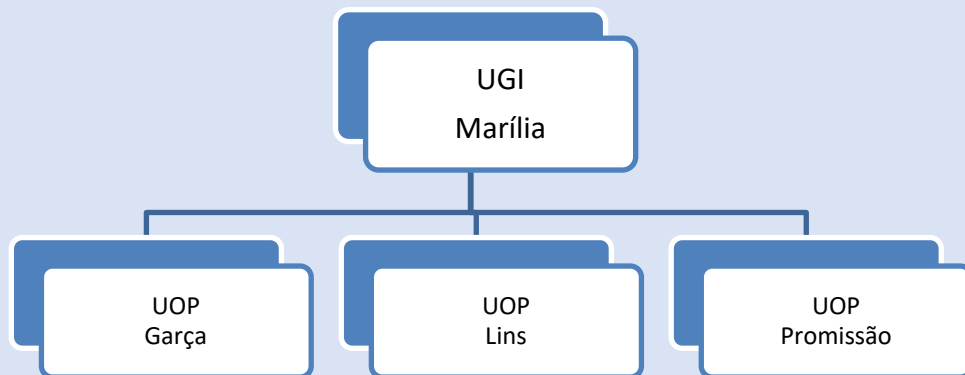 UGI
Marília
UOP
Garça
UOP
Lins
UOP
Promissão